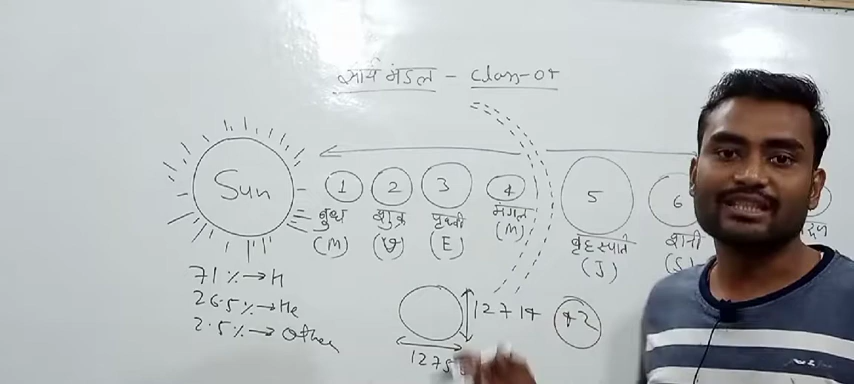 सौर्य मंडल - Class-07
Sun 1 2 3 4 5 6
बुध शुक्र पृथ्वी मंगल बृहस्पति शनि
(M) (V) (E) (M) (J) (S)
71%→H
26.5%→He
2.5%→Other
12714 42